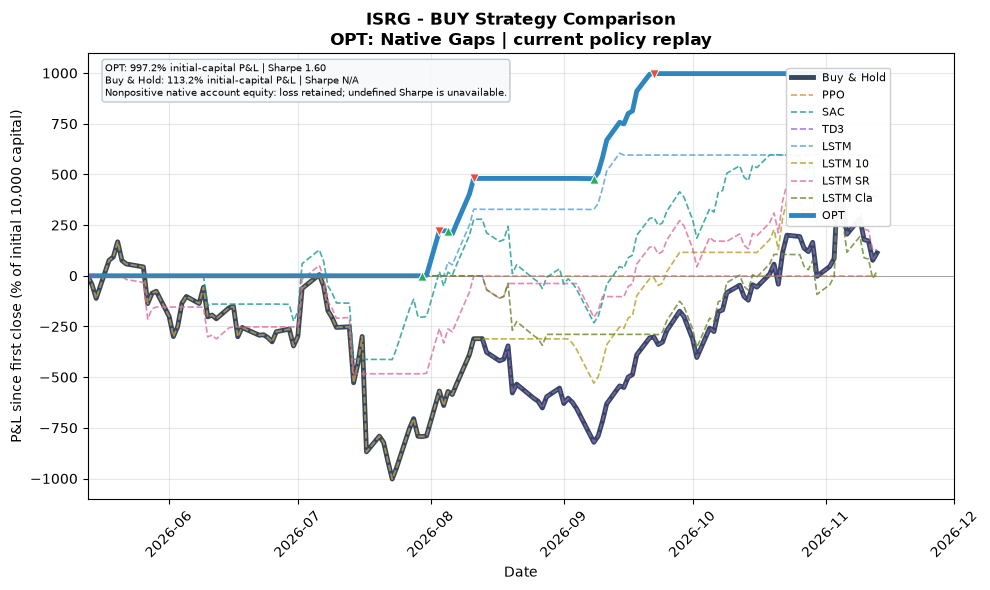 ISRG - BUY Strategy Comparison
OPT: Native Gaps | current policy replay
OPT: 997.2% initial-capital P&L | Sharpe 1.60
Buy & Hold: 113.2% initial-capital P&L | Sharpe N/A
Nonpositive native account equity: loss retained; undefined Sharpe is unavailable.
Buy & Hold
PPO
SAC
TD3
LSTM
LSTM 10
LSTM SR
LSTM Cla
OPT
P&L since first close (% of initial 10,000 capital)
1000
750
500
250
0
−250
−500
−750
−1000
2026-06
2026-07
2026-08
2026-09
2026-10
2026-11
2026-12
Date